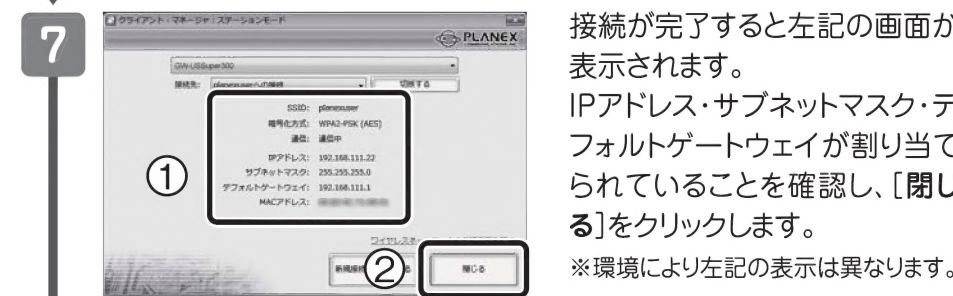 7
クライアント・マネージャ：ステーションモード
PLANEX
GW-USSuper300
接続先： planexuserへの接続 切断する
SSID: planexuser
暗号化方式: WPA2-PSK (AES)
通信: 通信中
IPアドレス: 192.168.111.22
サブネットマスク: 255.255.255.0
デフォルトゲートウェイ: 192.168.111.1
MACアドレス:
①
ワイヤレスネ
新規接続
②
閉じる
接続が完了すると左記の画面が
表示されます。
IPアドレス・サブネットマスク・デ
フォルトゲートウェイが割り当て
られていることを確認し、［閉じ
る］をクリックします。
※環境により左記の表示は異なります。